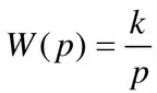 W(p) = k/p